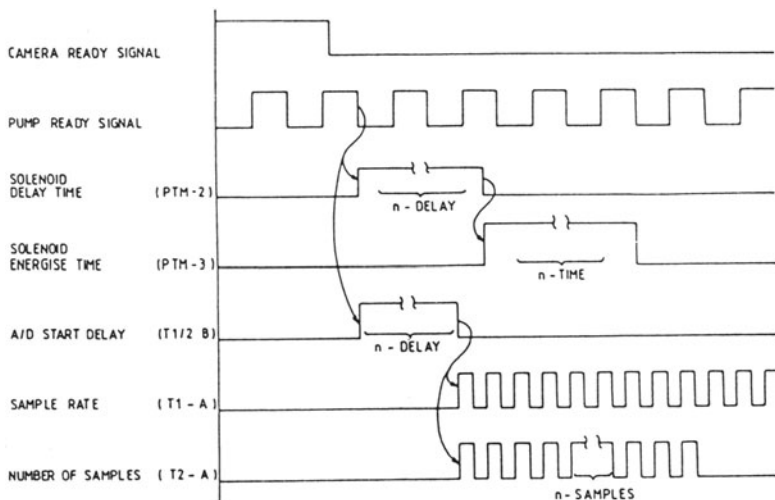 CAMERA READY SIGNAL
PUMP READY SIGNAL
SOLENOID
DELAY TIME (PTM-2)
n - DELAY
SOLENOID
ENERGISE TIME (PTM-3)
n - TIME
A/D START DELAY (T1/2 B)
n - DELAY
SAMPLE RATE (T1 - A)
NUMBER OF SAMPLES (T2 - A)
n - SAMPLES